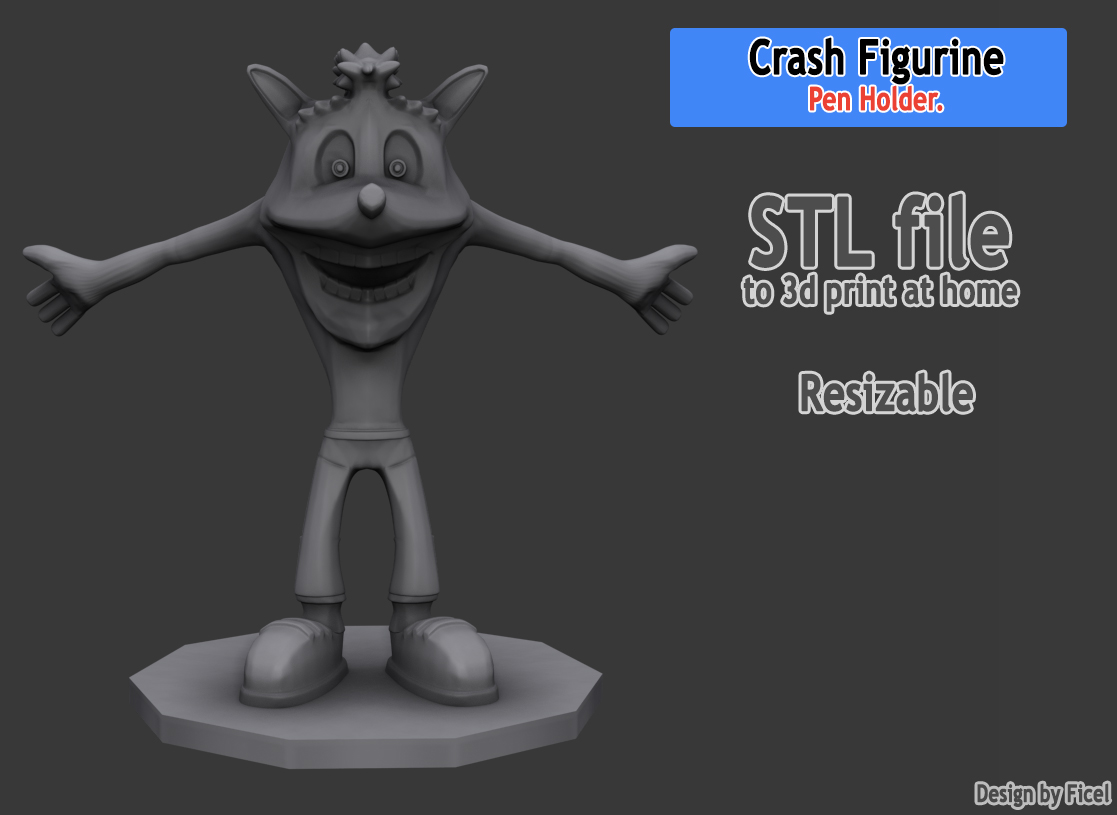 Crash Figurine
Pen Holder.
STL file
to 3d print at home
Resizable
Design by Ficel